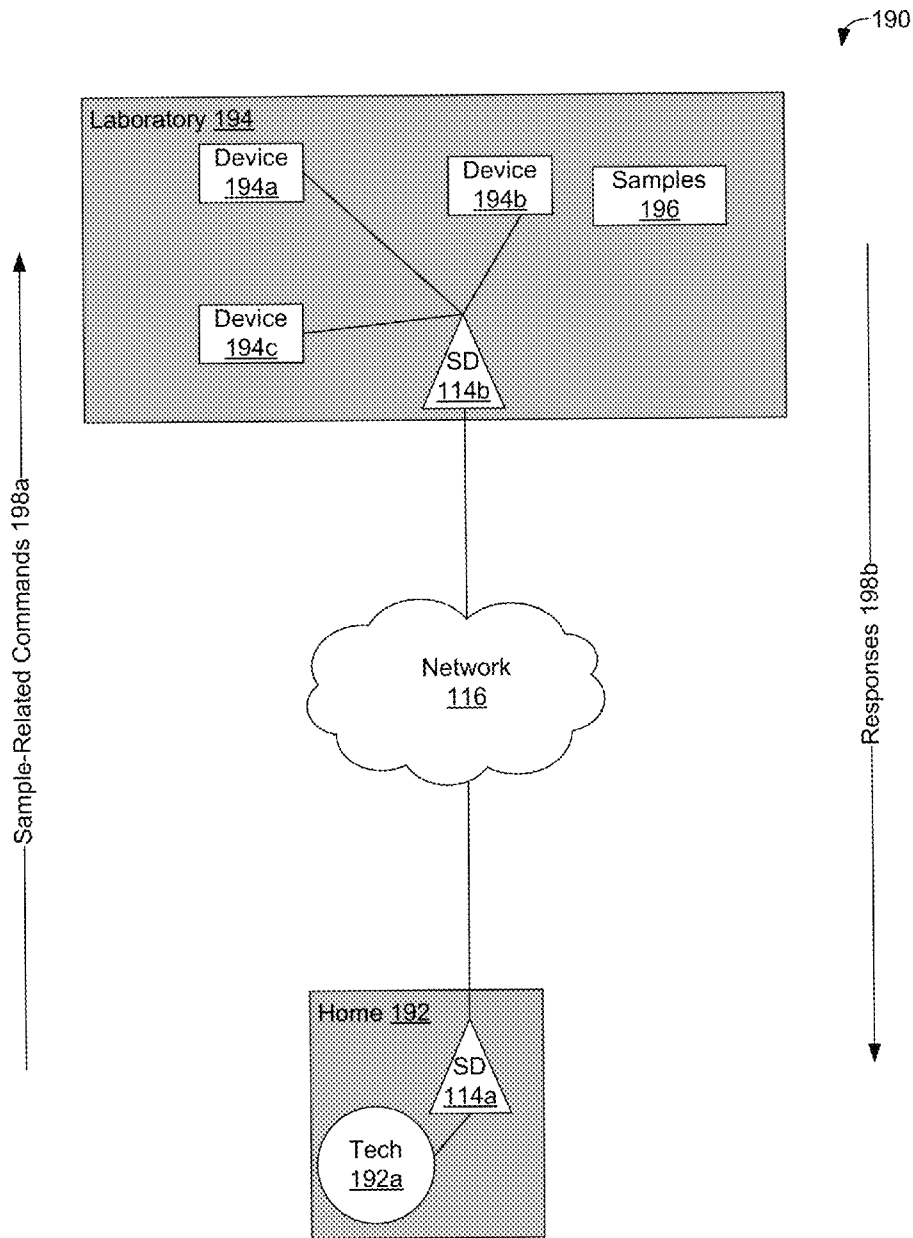 190
Laboratory 194
Device
194a
Device
194b
Samples
196
Device
194c
SD
114b
Sample-Related Commands 198a
Responses 198b
Network
116
Home 192
SD
114a
Tech
192a